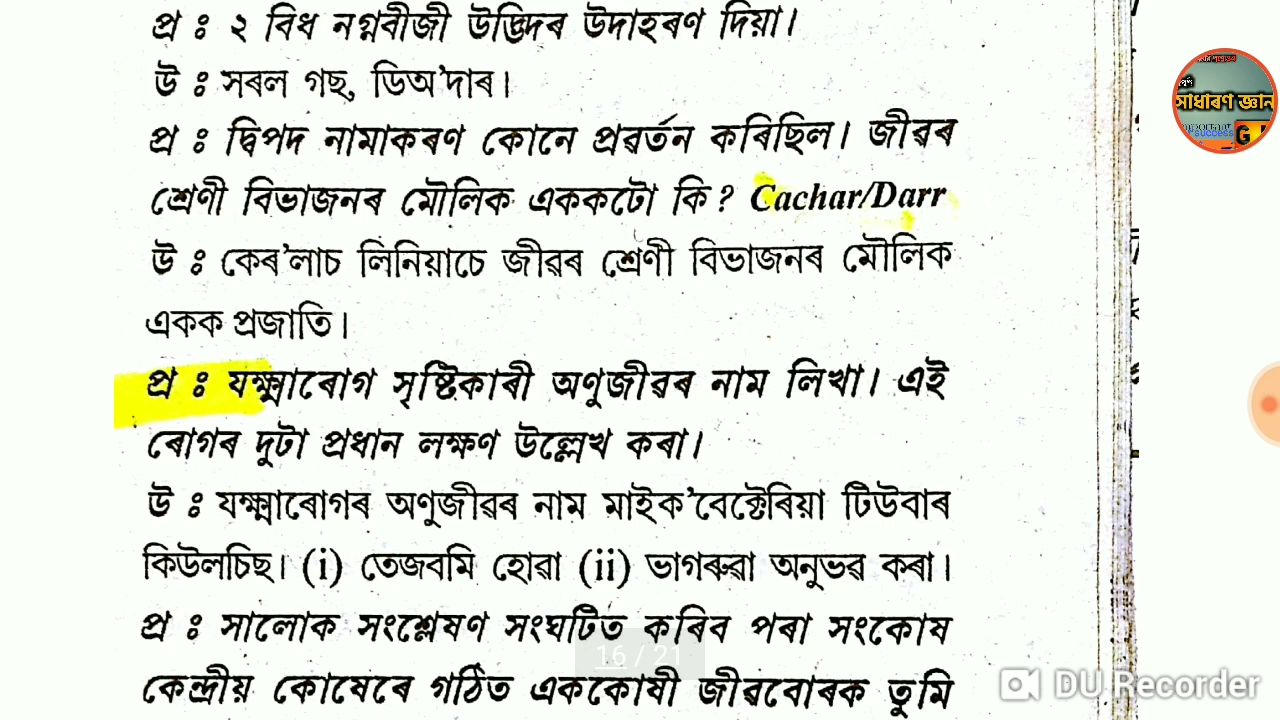 প্ৰ ঃ ২ বিধ নগ্নবীজী উদ্ভিদৰ উদাহৰণ দিয়া।
উ ঃ সৰল গছ, ডিঅ'দাৰ।
প্ৰ ঃ দ্বিপদ নামাকৰণ কোনে প্ৰৱৰ্তন কৰিছিল। জীৱৰ
শ্ৰেণী বিভাজনৰ মৌলিক এককটো কি? Cachar/Darr
উ ঃ কেৰ'লাচ লিনিয়াচে জীৱৰ শ্ৰেণী বিভাজনৰ মৌলিক
একক প্ৰজাতি।
প্ৰ ঃ যক্ষ্মাৰোগ সৃষ্টিকাৰী অণুজীৱৰ নাম লিখা। এই
ৰোগৰ দুটা প্ৰধান লক্ষণ উল্লেখ কৰা।
উ ঃ যক্ষ্মাৰোগৰ অণুজীৱৰ নাম মাইক'বেক্টেৰিয়া টিউবাৰ
কিউলচিছ। (i) তেজবমি হোৱা (ii) ভাগৰুৱা অনুভৱ কৰা।
প্ৰ ঃ সালোক সংশ্লেষণ সংঘটিত কৰিব পৰা সংকোষ
কেন্দ্ৰীয় কোষেৰে গঠিত এককোষী জীৱবোৰক তুমি
16 / 21
সাধাৰণ জ্ঞান
success
G
DU Recorder